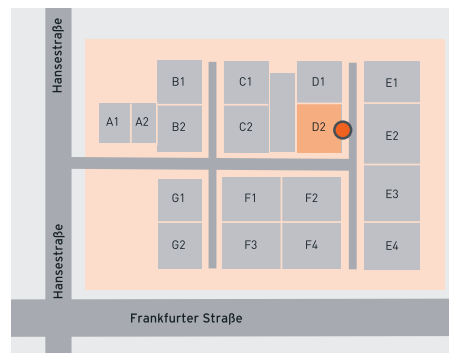 Hansestraße
B1
C1
D1
E1
A1
A2
B2
C2
D2
E2
G1
F1
F2
E3
Hansestraße
G2
F3
F4
E4
Frankfurter Straße